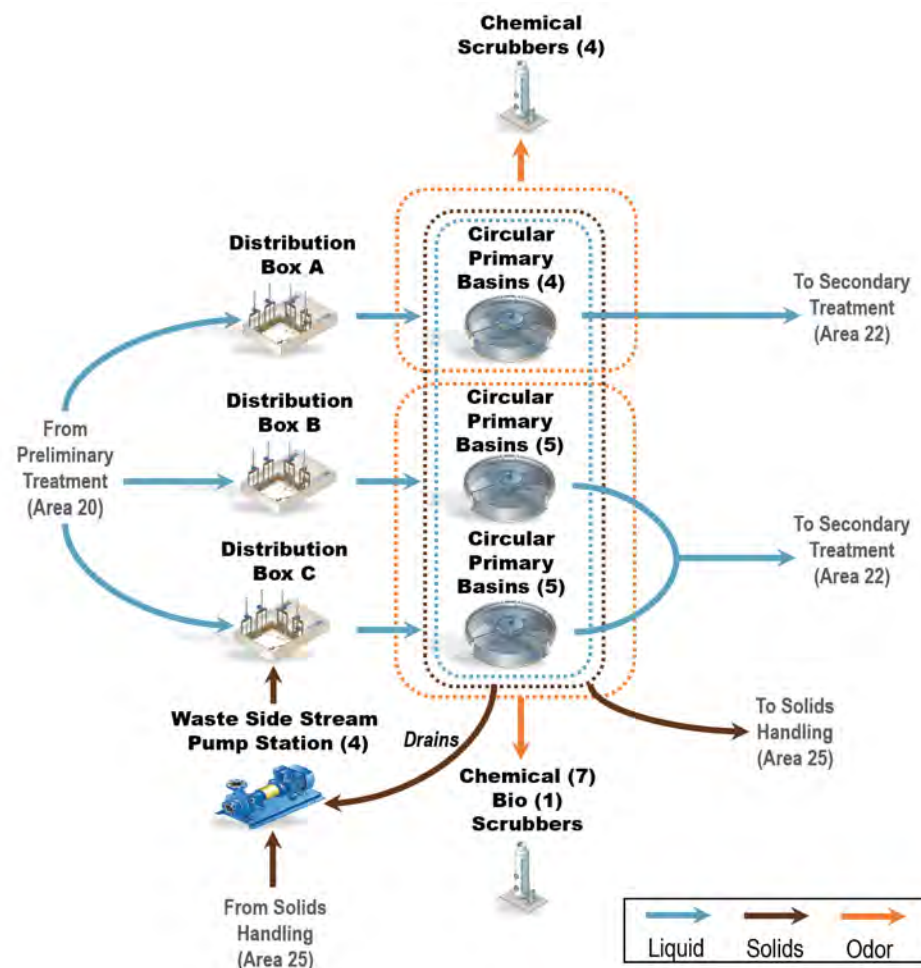 Chemical
Scrubbers (4)
Distribution
Box A
Circular
Primary
Basins (4)
To Secondary
Treatment
(Area 22)
Distribution
Box B
Circular
Primary
Basins (5)
From
Preliminary
Treatment
(Area 20)
To Secondary
Treatment
(Area 22)
Distribution
Box C
Circular
Primary
Basins (5)
Waste Side Stream
Pump Station (4)
Drains
To Solids
Handling
(Area 25)
Chemical (7)
Bio (1)
Scrubbers
From Solids
Handling
(Area 25)
Liquid
Solids
Odor